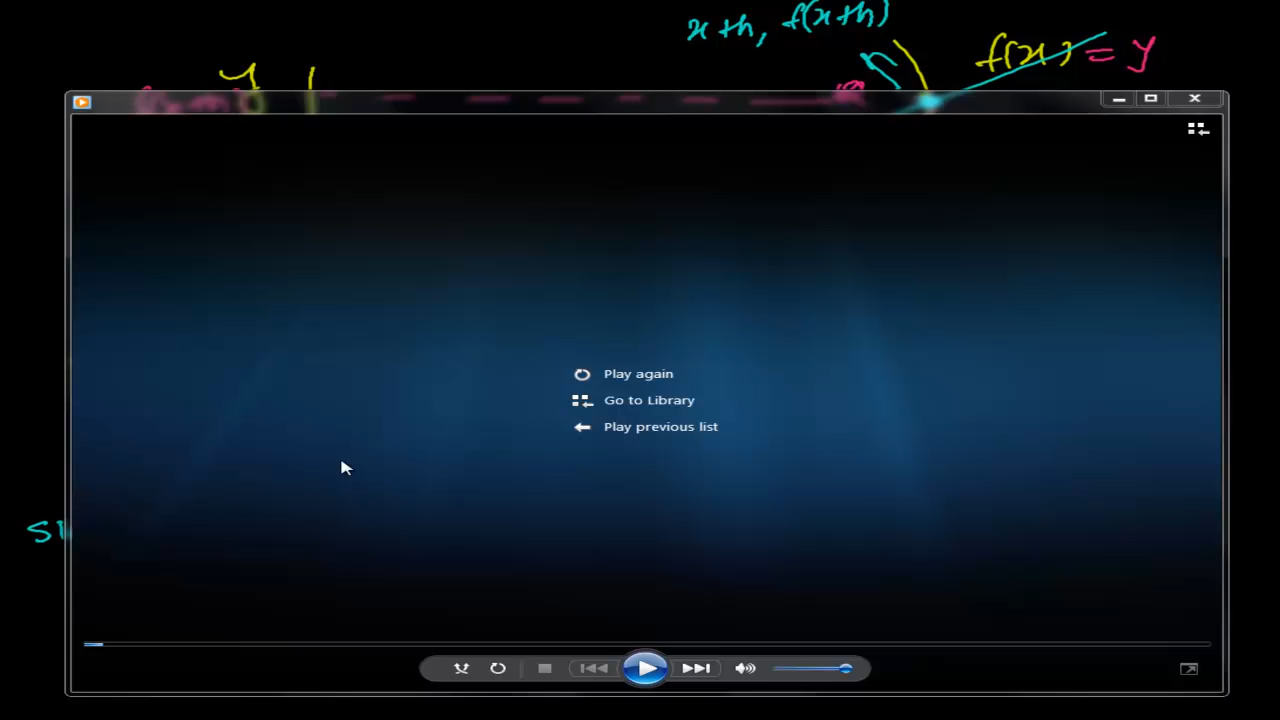 x+h, f(x+h)
f(x) = y
y
Play again
Go to Library
Play previous list